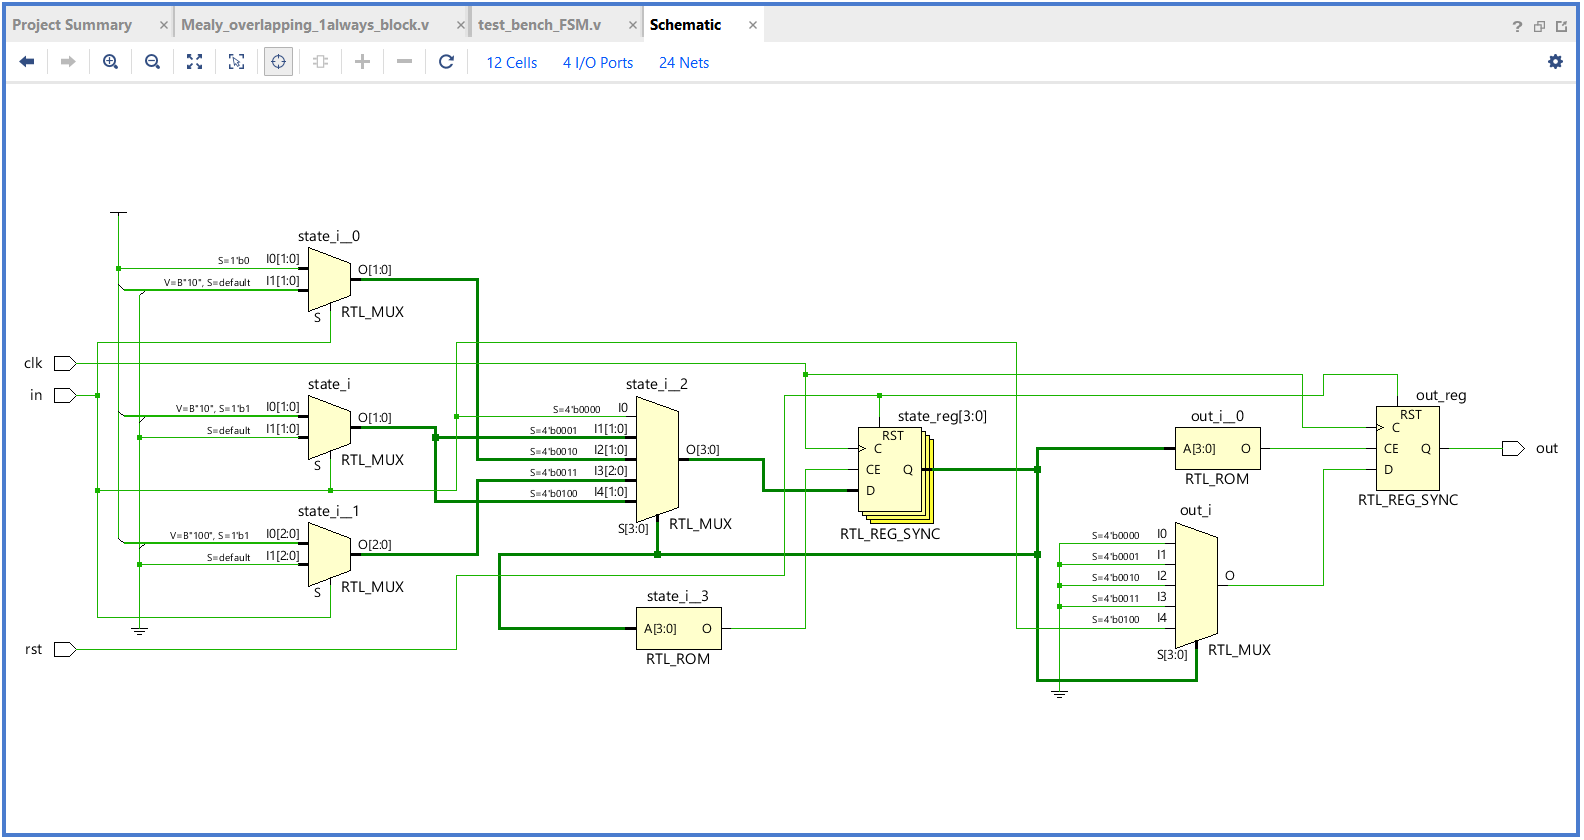 Project Summary × Mealy_overlapping_1always_block.v × test_bench_FSM.v × Schematic × ?
12 Cells 4 I/O Ports 24 Nets
state_i__0
S=1'b0 I0[1:0] O[1:0]
V=B"10", S=default I1[1:0]
S RTL_MUX
clk
in
state_i
V=B"10", S=1'b1 I0[1:0] O[1:0]
S=default I1[1:0]
S RTL_MUX
state_i__1
V=B"100", S=1'b1 I0[2:0] O[2:0]
S=default I1[2:0]
S RTL_MUX
rst
state_i__2
S=4'b0000 I0
S=4'b0001 I1[1:0]
S=4'b0010 I2[1:0] O[3:0]
S=4'b0011 I3[2:0]
S=4'b0100 I4[1:0]
S[3:0] RTL_MUX
state_i__3
A[3:0] O
RTL_ROM
state_reg[3:0]
RST
C
CE Q
D
RTL_REG_SYNC
out_i__0
A[3:0] O
RTL_ROM
out_i
S=4'b0000 I0
S=4'b0001 I1
S=4'b0010 I2 O
S=4'b0011 I3
S=4'b0100 I4
S[3:0] RTL_MUX
out_reg
RST
C
CE Q
D
RTL_REG_SYNC
out